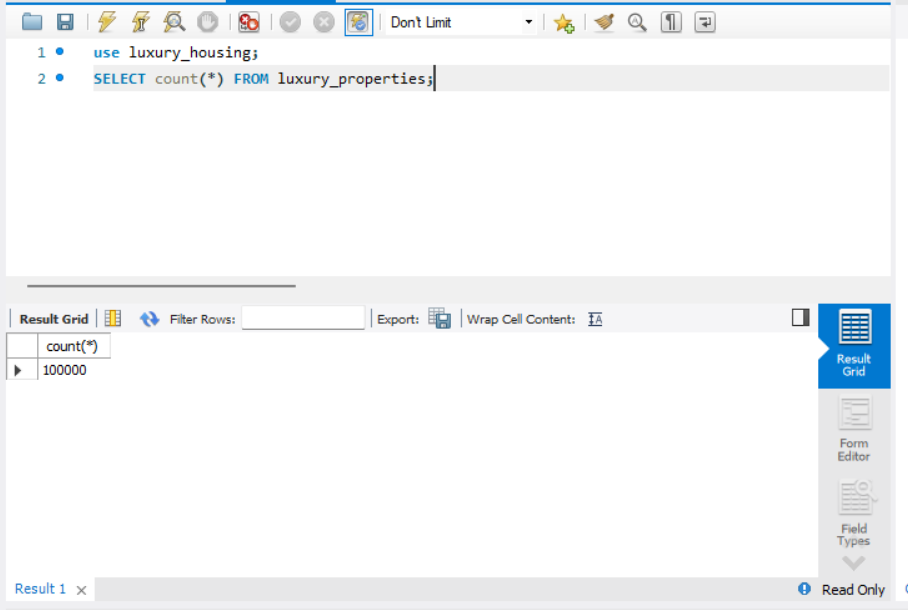 Don't Limit
1 use luxury_housing;
2 SELECT count(*) FROM luxury_properties;
Result Grid Filter Rows: Export: Wrap Cell Content:
count(*)
100000
Result
Grid
Form
Editor
Field
Types
Result 1 Read Only